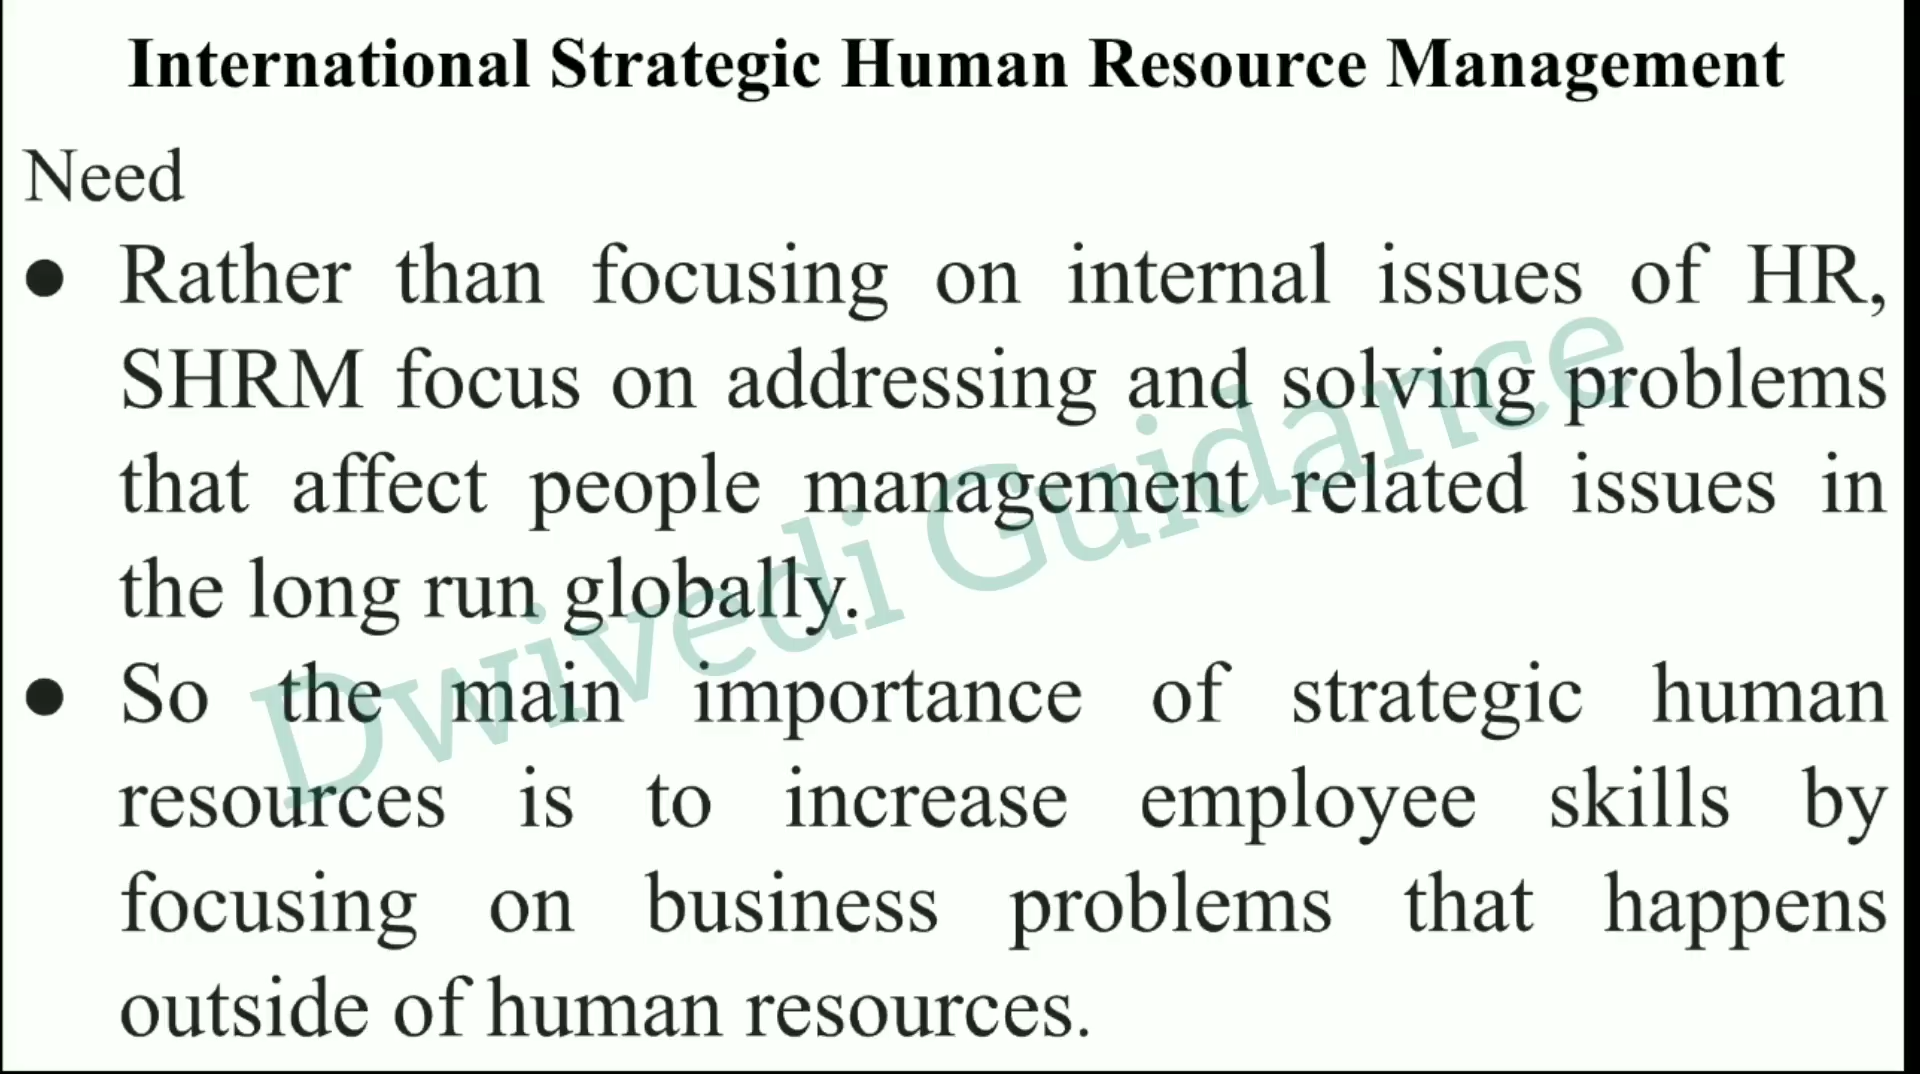 International Strategic Human Resource Management
Need
● Rather than focusing on internal issues of HR,
SHRM focus on addressing and solving problems
that affect people management related issues in
the long run globally.
● So the main importance of strategic human
resources is to increase employee skills by
focusing on business problems that happens
outside of human resources.
Dwivedi Guidance